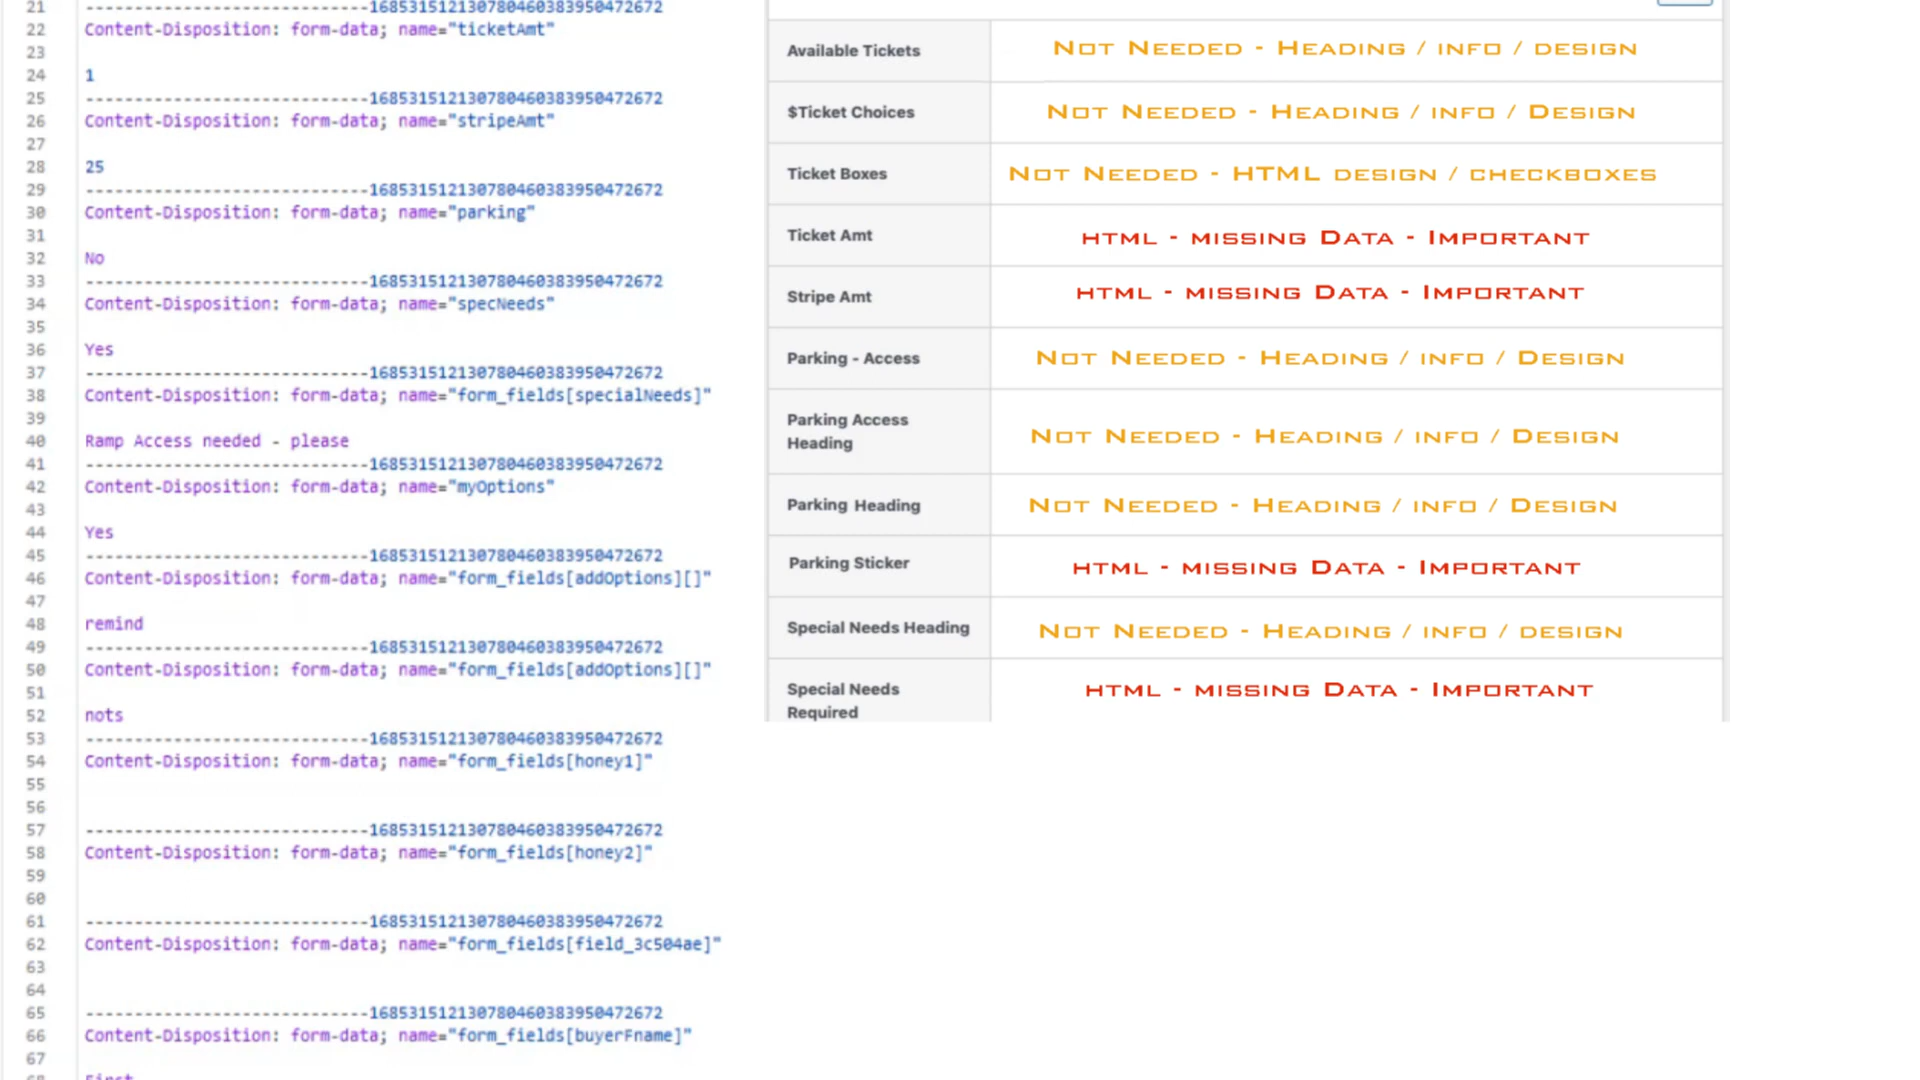 21 -----------------------------168531512130780460383950472672
22 Content-Disposition: form-data; name="ticketAmt"
23
24 1
25 -----------------------------168531512130780460383950472672
26 Content-Disposition: form-data; name="stripeAmt"
27
28 25
29 -----------------------------168531512130780460383950472672
30 Content-Disposition: form-data; name="parking"
31
32 No
33 -----------------------------168531512130780460383950472672
34 Content-Disposition: form-data; name="specNeeds"
35
36 Yes
37 -----------------------------168531512130780460383950472672
38 Content-Disposition: form-data; name="form_fields[specialNeeds]"
39
40 Ramp Access needed - please
41 -----------------------------168531512130780460383950472672
42 Content-Disposition: form-data; name="myOptions"
43
44 Yes
45 -----------------------------168531512130780460383950472672
46 Content-Disposition: form-data; name="form_fields[addOptions][]"
47
48 remind
49 -----------------------------168531512130780460383950472672
50 Content-Disposition: form-data; name="form_fields[addOptions][]"
51
52 nots
53 -----------------------------168531512130780460383950472672
54 Content-Disposition: form-data; name="form_fields[honey1]"
55
56
57 -----------------------------168531512130780460383950472672
58 Content-Disposition: form-data; name="form_fields[honey2]"
59
60
61 -----------------------------168531512130780460383950472672
62 Content-Disposition: form-data; name="form_fields[field_3c504ae]"
63
64
65 -----------------------------168531512130780460383950472672
66 Content-Disposition: form-data; name="form_fields[buyerFname]"
67
68 First
Available Tickets Not Needed - Heading / info / design
$Ticket Choices Not Needed - Heading / info / Design
Ticket Boxes Not Needed - HTML design / checkboxes
Ticket Amt html - missing Data - Important
Stripe Amt html - missing Data - Important
Parking - Access Not Needed - Heading / info / Design
Parking Access
Heading Not Needed - Heading / info / Design
Parking Heading Not Needed - Heading / info / Design
Parking Sticker html - missing Data - Important
Special Needs Heading Not Needed - Heading / info / design
Special Needs html - missing Data - Important
Required